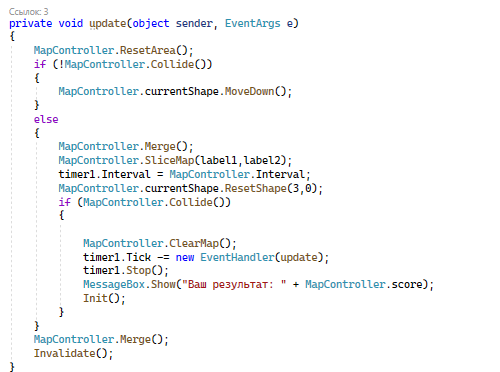 Ссылок: 3
private void update(object sender, EventArgs e)
{
    MapController.ResetArea();
    if (!MapController.Collide())
    {
        MapController.currentShape.MoveDown();
    }
    else
    {
        MapController.Merge();
        MapController.SliceMap(label1,label2);
        timer1.Interval = MapController.Interval;
        MapController.currentShape.ResetShape(3,0);
        if (MapController.Collide())
        {

            MapController.ClearMap();
            timer1.Tick -= new EventHandler(update);
            timer1.Stop();
            MessageBox.Show("Ваш результат: " + MapController.score);
            Init();
        }
    }
    MapController.Merge();
    Invalidate();
}